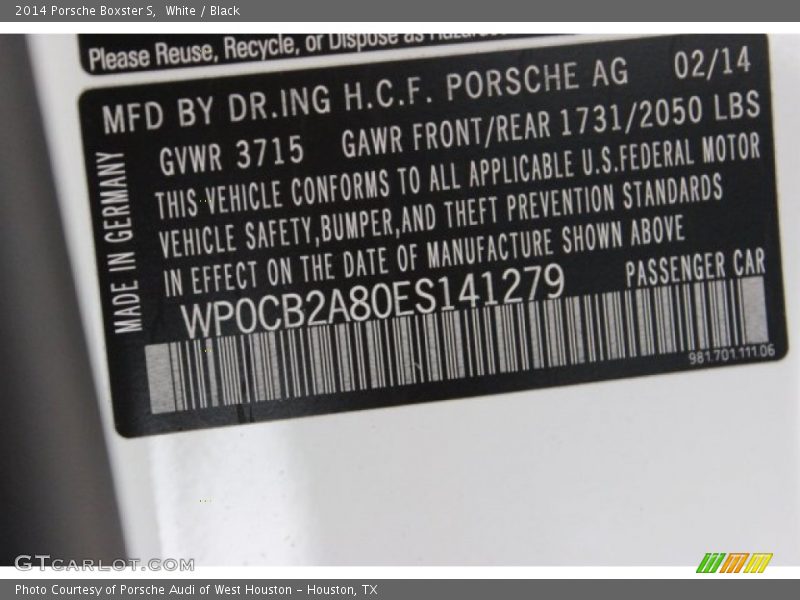 2014 Porsche Boxster S,  White / Black
Please Reuse, Recycle, or Dispose as Hazardous
MFD BY DR.ING H.C.F. PORSCHE AG 02/14
GVWR 3715 GAWR FRONT/REAR 1731/2050 LBS
THIS VEHICLE CONFORMS TO ALL APPLICABLE U.S.FEDERAL MOTOR
VEHICLE SAFETY,BUMPER,AND THEFT PREVENTION STANDARDS
IN EFFECT ON THE DATE OF MANUFACTURE SHOWN ABOVE
WP0CB2A80ES141279 PASSENGER CAR
981.701.111.06
MADE IN GERMANY
GTCARLOT.COM
Photo Courtesy of Porsche Audi of West Houston - Houston, TX